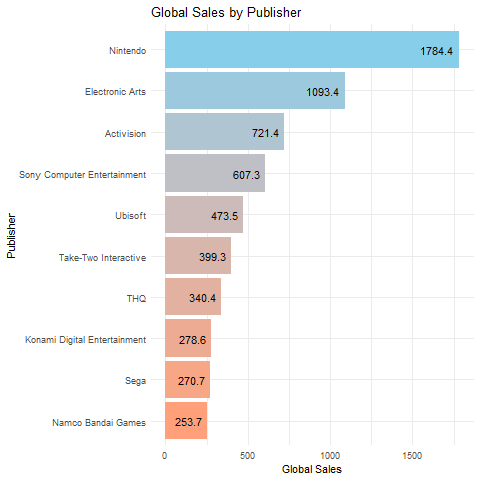 Global Sales by Publisher
Publisher
Nintendo 1784.4
Electronic Arts 1093.4
Activision 721.4
Sony Computer Entertainment 607.3
Ubisoft 473.5
Take-Two Interactive 399.3
THQ 340.4
Konami Digital Entertainment 278.6
Sega 270.7
Namco Bandai Games 253.7
0 500 1000 1500
Global Sales